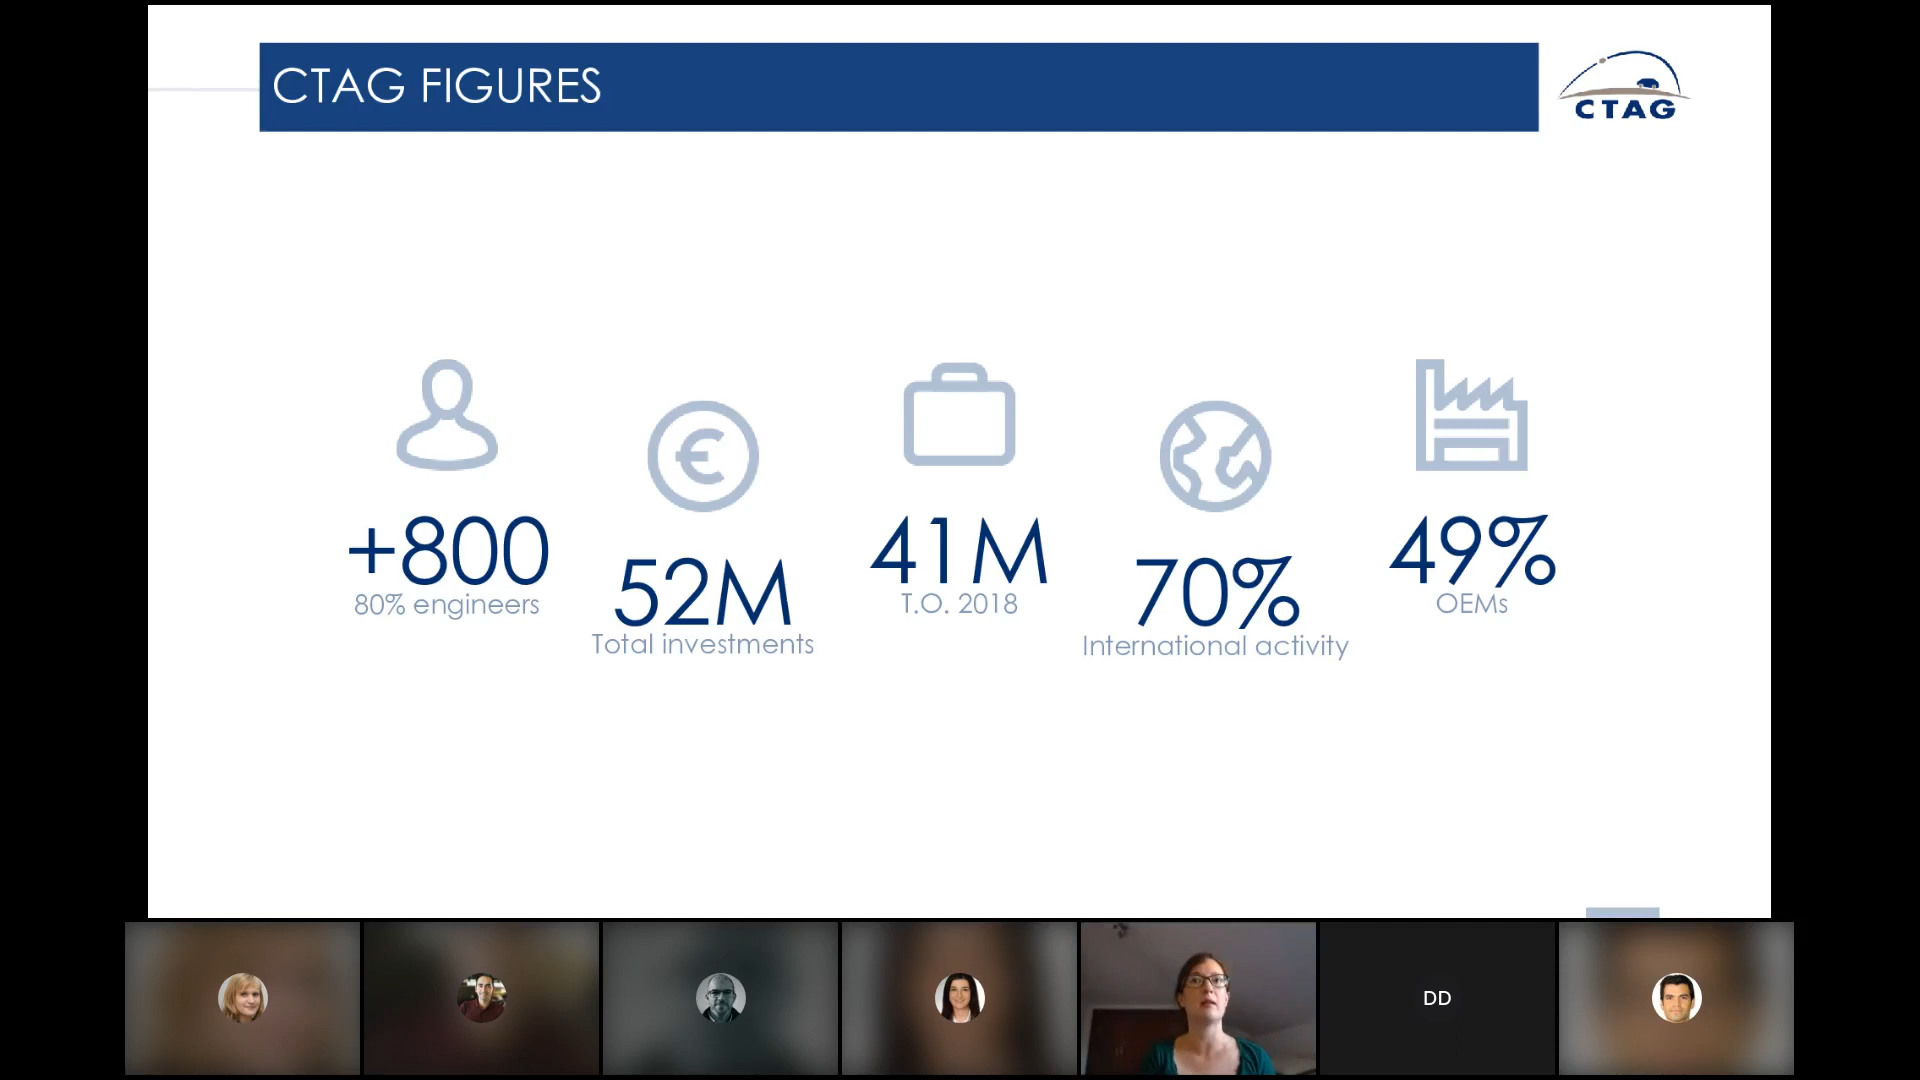 CTAG FIGURES
CTAG
+800
80% engineers
52M
Total investments
41M
T.O. 2018
70%
International activity
49%
OEMs
DD